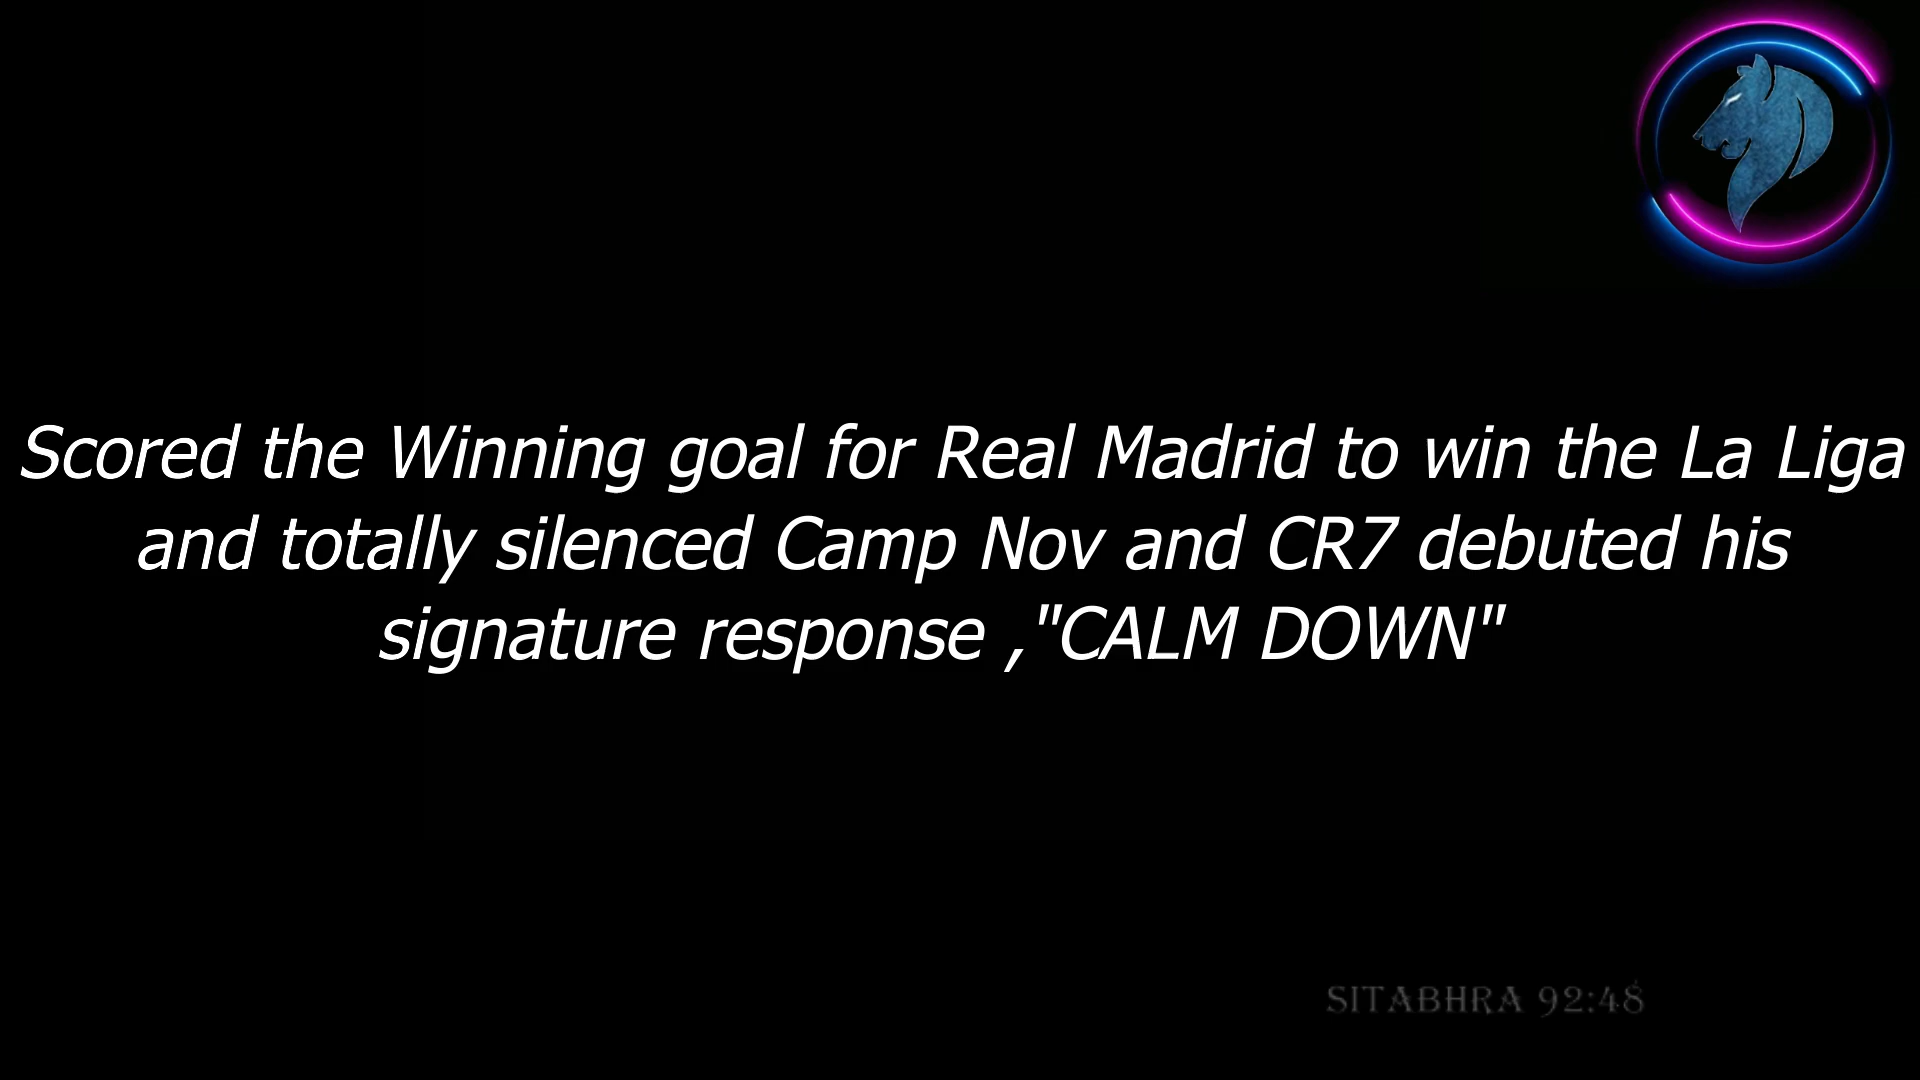 Scored the Winning goal for Real Madrid to win the La Liga
and totally silenced Camp Nov and CR7 debuted his
signature response ,"CALM DOWN"
SITABHRA 92:48